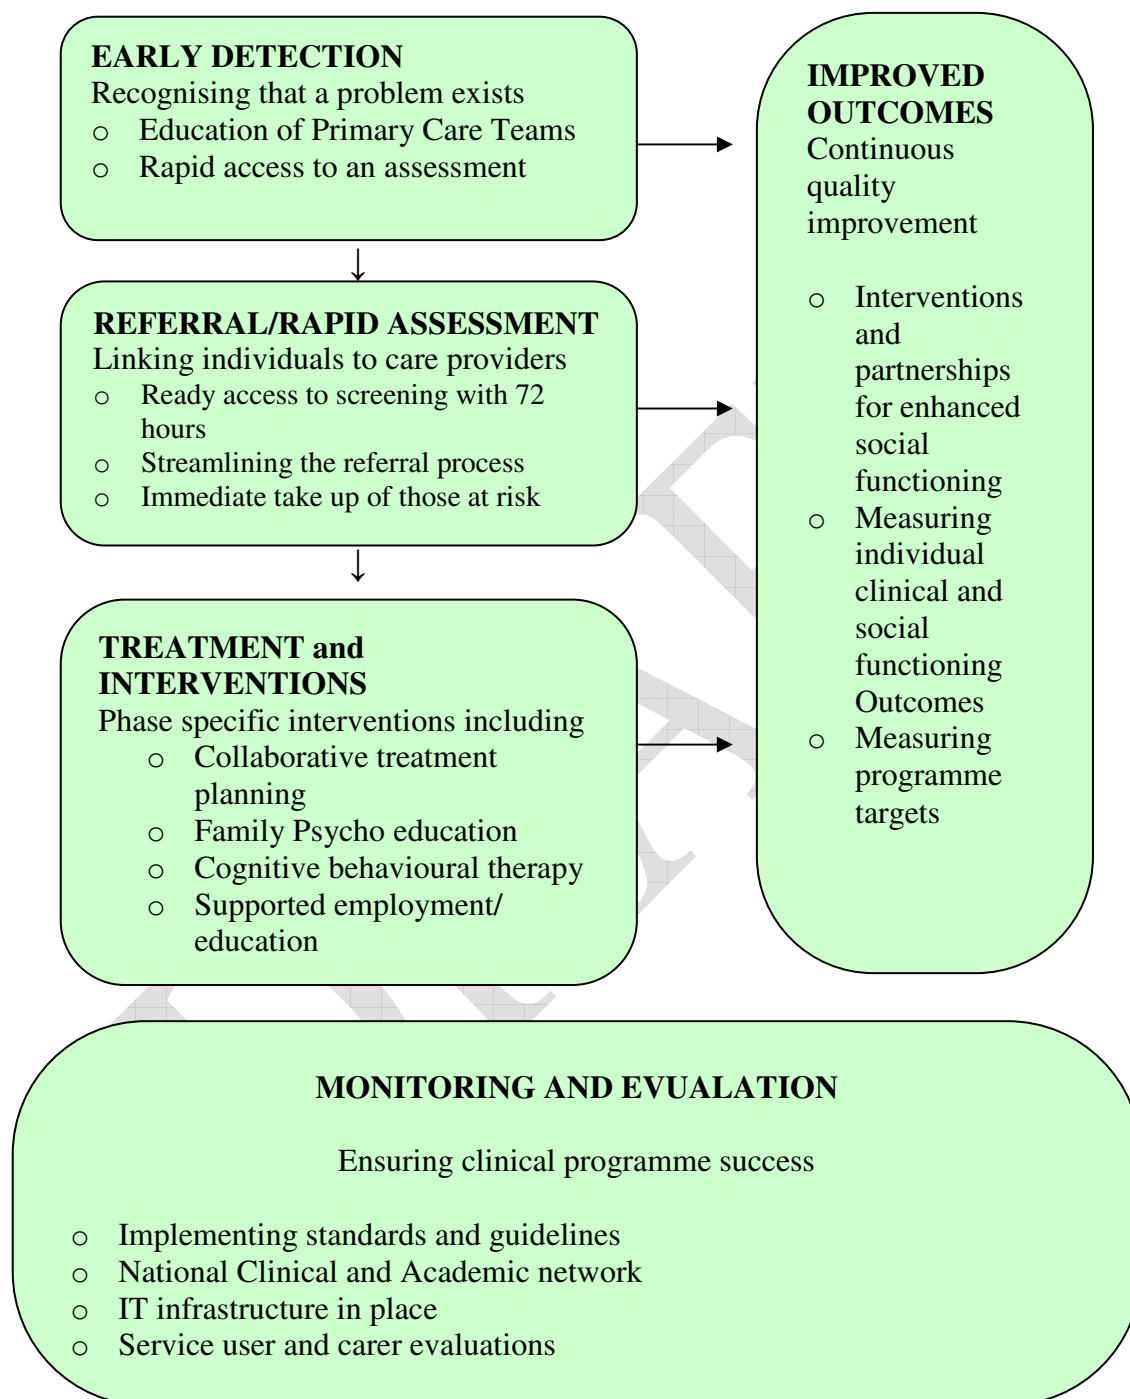 EARLY DETECTION
Recognising that a problem exists
o Education of Primary Care Teams
o Rapid access to an assessment
REFERRAL/RAPID ASSESSMENT
Linking individuals to care providers
o Ready access to screening with 72
hours
o Streamlining the referral process
o Immediate take up of those at risk
TREATMENT and
INTERVENTIONS
Phase specific interventions including
o Collaborative treatment
planning
o Family Psycho education
o Cognitive behavioural therapy
o Supported employment/
education
IMPROVED
OUTCOMES
Continuous
quality
improvement
o Interventions
and
partnerships
for enhanced
social
functioning
o Measuring
individual
clinical and
social
functioning
Outcomes
o Measuring
programme
targets
MONITORING AND EVUALATION
Ensuring clinical programme success
o Implementing standards and guidelines
o National Clinical and Academic network
o IT infrastructure in place
o Service user and carer evaluations